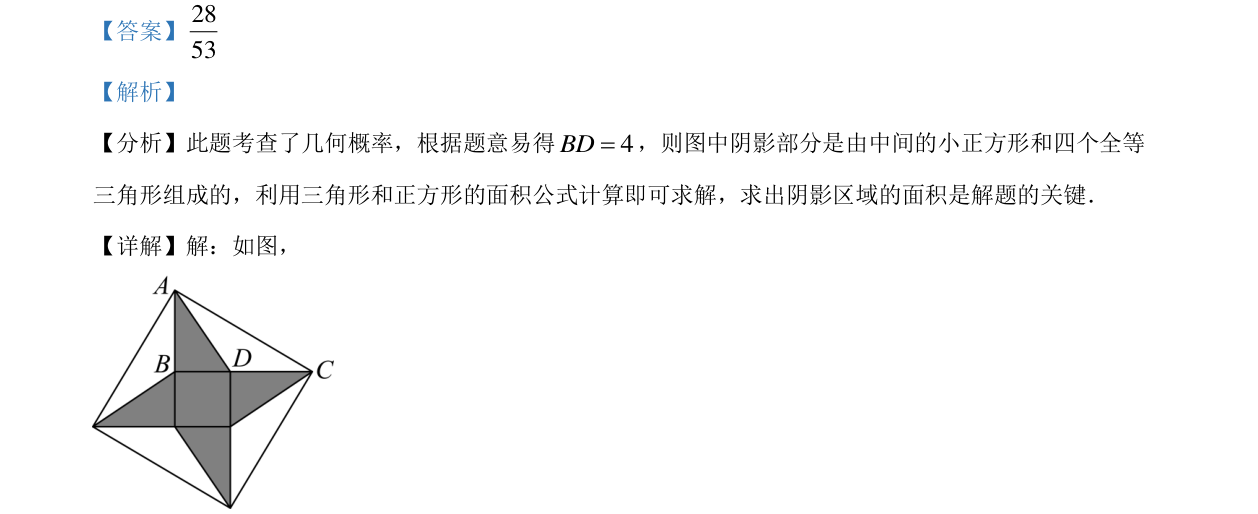 【答案】28/53
【解析】
【分析】此题考查了几何概率，根据题意易得BD=4，则图中阴影部分是由中间的小正方形和四个全等
三角形组成的，利用三角形和正方形的面积公式计算即可求解，求出阴影区域的面积是解题的关键．
【详解】解：如图，
A
B D C